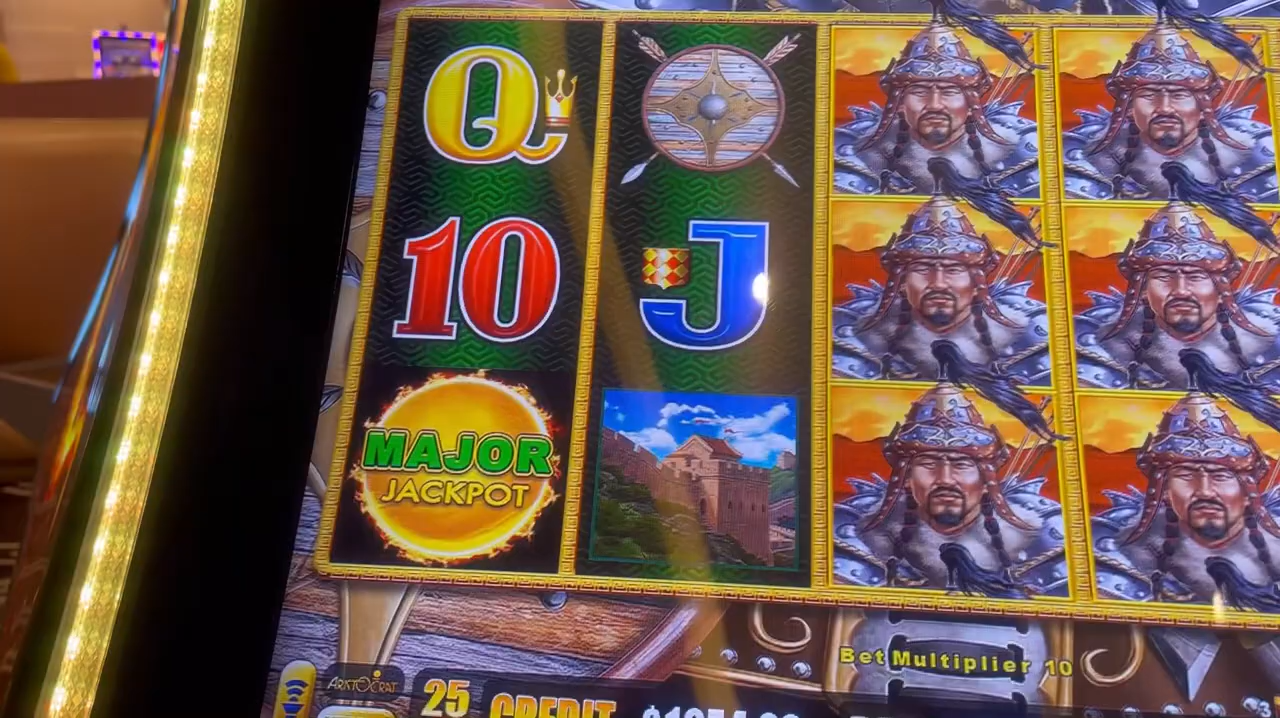 Q
10
J
MAJOR
JACKPOT
Bet Multiplier 10
ARISTOCRAT
25 CREDIT